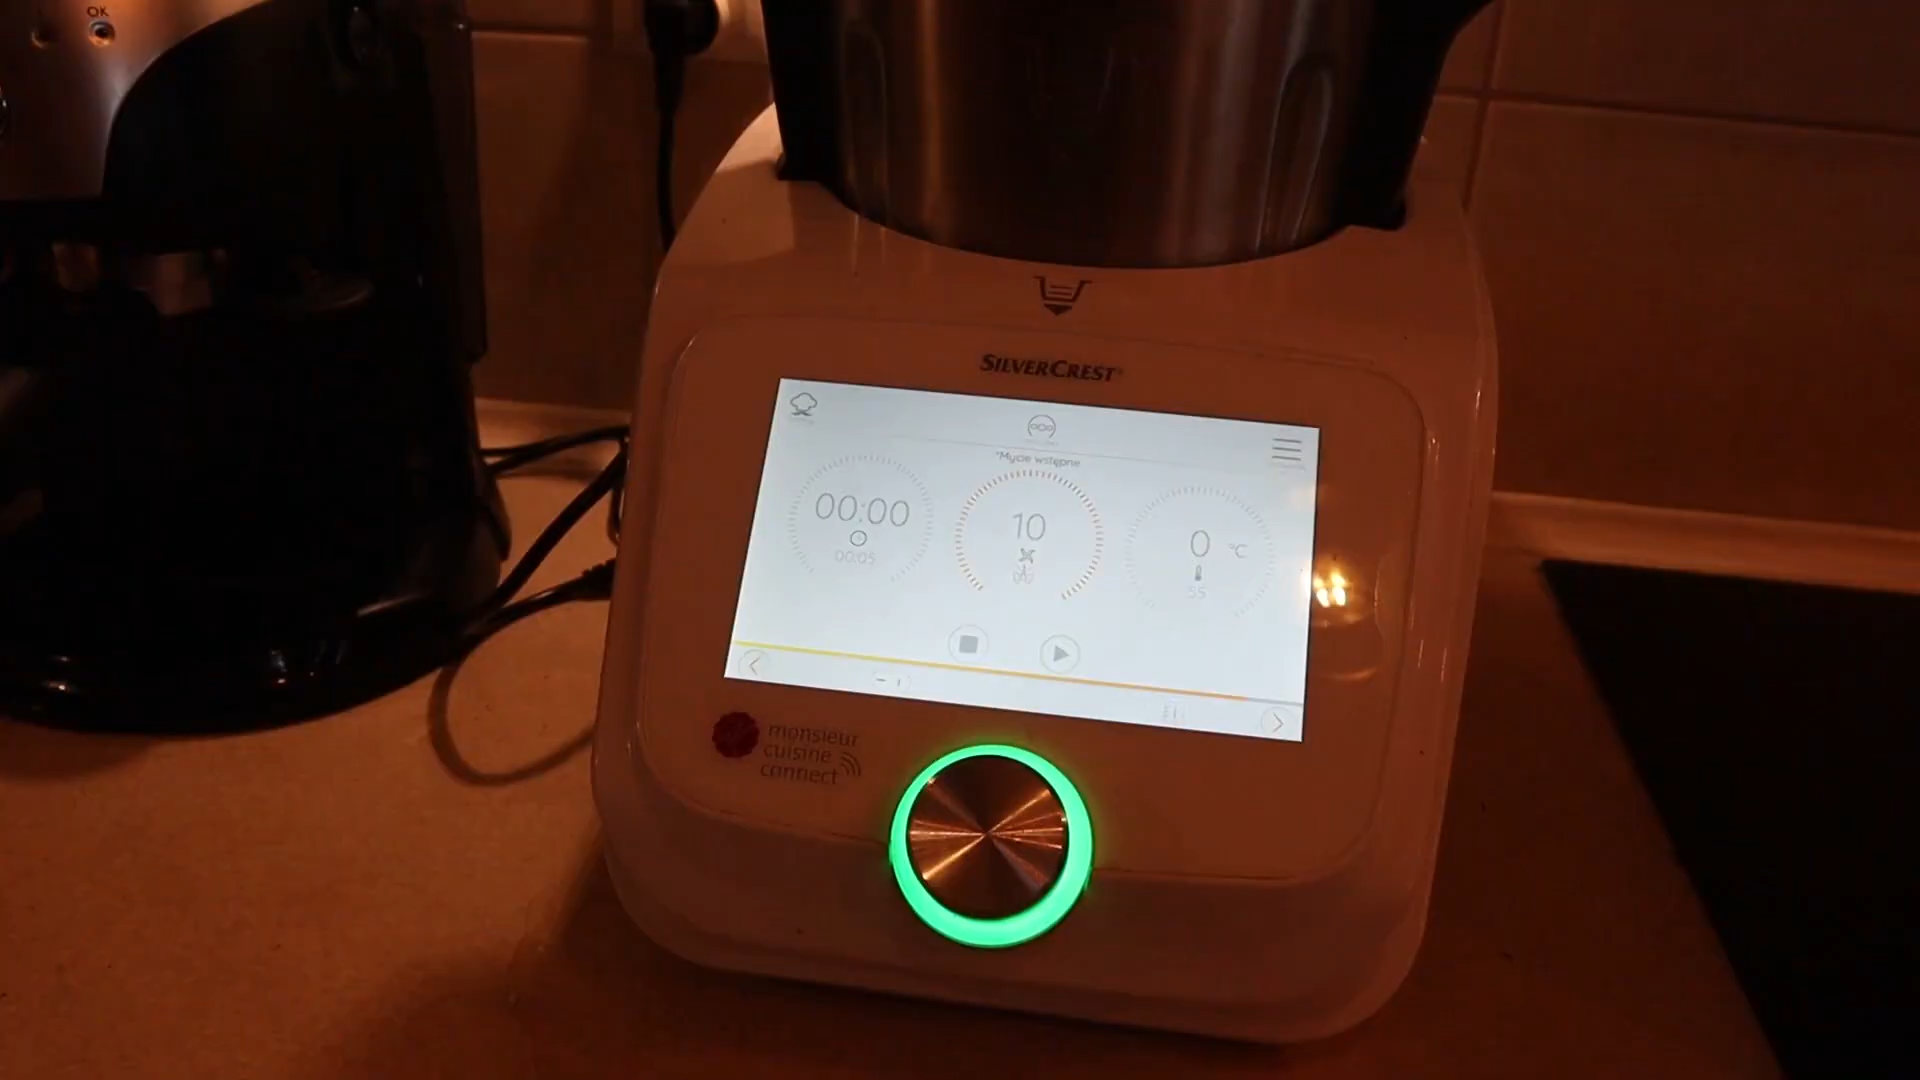 OK
SILVERCREST®
*Mycie wstępne
00:00
00:05
10
0 °C
55
monsieur
cuisine
connect